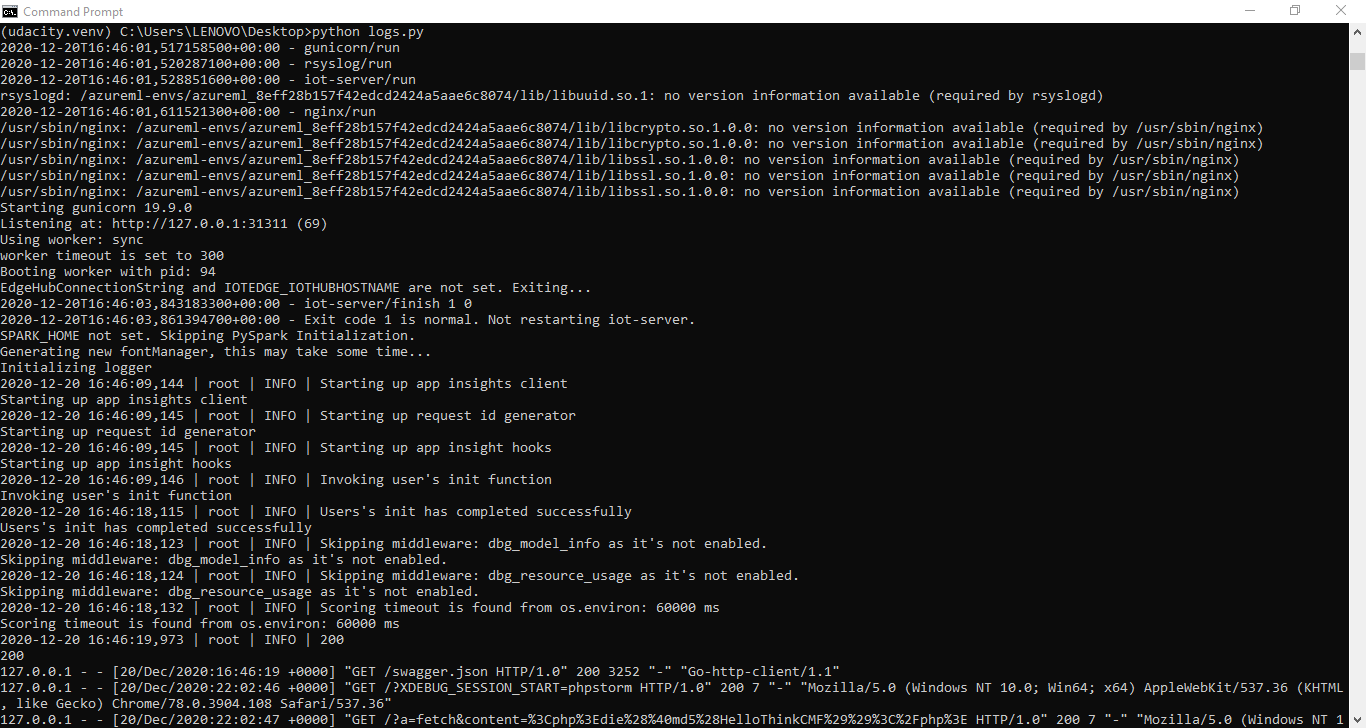 Command Prompt
(udacity.venv) C:\Users\LENOVO\Desktop>python logs.py
2020-12-20T16:46:01,517158500+00:00 - gunicorn/run
2020-12-20T16:46:01,520287100+00:00 - rsyslog/run
2020-12-20T16:46:01,528851600+00:00 - iot-server/run
rsyslogd: /azureml-envs/azureml_8eff28b157f42edcd2424a5aae6c8074/lib/libuuid.so.1: no version information available (required by rsyslogd)
2020-12-20T16:46:01,611521300+00:00 - nginx/run
/usr/sbin/nginx: /azureml-envs/azureml_8eff28b157f42edcd2424a5aae6c8074/lib/libcrypto.so.1.0.0: no version information available (required by /usr/sbin/nginx)
/usr/sbin/nginx: /azureml-envs/azureml_8eff28b157f42edcd2424a5aae6c8074/lib/libcrypto.so.1.0.0: no version information available (required by /usr/sbin/nginx)
/usr/sbin/nginx: /azureml-envs/azureml_8eff28b157f42edcd2424a5aae6c8074/lib/libssl.so.1.0.0: no version information available (required by /usr/sbin/nginx)
/usr/sbin/nginx: /azureml-envs/azureml_8eff28b157f42edcd2424a5aae6c8074/lib/libssl.so.1.0.0: no version information available (required by /usr/sbin/nginx)
/usr/sbin/nginx: /azureml-envs/azureml_8eff28b157f42edcd2424a5aae6c8074/lib/libssl.so.1.0.0: no version information available (required by /usr/sbin/nginx)
Starting gunicorn 19.9.0
Listening at: http://127.0.0.1:31311 (69)
Using worker: sync
worker timeout is set to 300
Booting worker with pid: 94
EdgeHubConnectionString and IOTEDGE_IOTHUBHOSTNAME are not set. Exiting...
2020-12-20T16:46:03,843183300+00:00 - iot-server/finish 1 0
2020-12-20T16:46:03,861394700+00:00 - Exit code 1 is normal. Not restarting iot-server.
SPARK_HOME not set. Skipping PySpark Initialization.
Generating new fontManager, this may take some time...
Initializing logger
2020-12-20 16:46:09,144 | root | INFO | Starting up app insights client
Starting up app insights client
2020-12-20 16:46:09,145 | root | INFO | Starting up request id generator
Starting up request id generator
2020-12-20 16:46:09,145 | root | INFO | Starting up app insight hooks
Starting up app insight hooks
2020-12-20 16:46:09,146 | root | INFO | Invoking user's init function
Invoking user's init function
2020-12-20 16:46:18,115 | root | INFO | Users's init has completed successfully
Users's init has completed successfully
2020-12-20 16:46:18,123 | root | INFO | Skipping middleware: dbg_model_info as it's not enabled.
Skipping middleware: dbg_model_info as it's not enabled.
2020-12-20 16:46:18,124 | root | INFO | Skipping middleware: dbg_resource_usage as it's not enabled.
Skipping middleware: dbg_resource_usage as it's not enabled.
2020-12-20 16:46:18,132 | root | INFO | Scoring timeout is found from os.environ: 60000 ms
Scoring timeout is found from os.environ: 60000 ms
2020-12-20 16:46:19,973 | root | INFO | 200
200
127.0.0.1 - - [20/Dec/2020:16:46:19 +0000] "GET /swagger.json HTTP/1.0" 200 3252 "-" "Go-http-client/1.1"
127.0.0.1 - - [20/Dec/2020:22:02:46 +0000] "GET /?XDEBUG_SESSION_START=phpstorm HTTP/1.0" 200 7 "-" "Mozilla/5.0 (Windows NT 10.0; Win64; x64) AppleWebKit/537.36 (KHTML
, like Gecko) Chrome/78.0.3904.108 Safari/537.36"
127.0.0.1 - - [20/Dec/2020:22:02:47 +0000] "GET /?a=fetch&content=%3Cphp%3Edie%28%40md5%28HelloThinkCMF%29%29%3C%2Fphp%3E HTTP/1.0" 200 7 "-" "Mozilla/5.0 (Windows NT 1